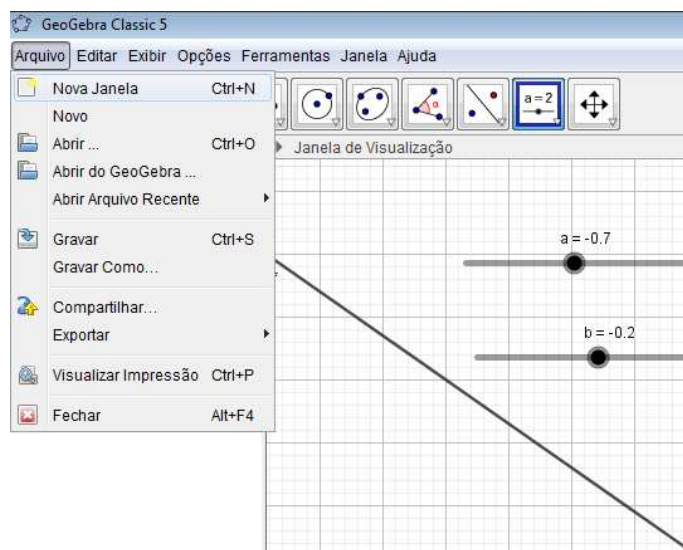 GeoGebra Classic 5
Arquivo Editar Exibir Opções Ferramentas Janela Ajuda
Nova Janela Ctrl+N
Novo
Abrir ... Ctrl+O
Abrir do GeoGebra ...
Abrir Arquivo Recente
Gravar Ctrl+S
Gravar Como...
Compartilhar...
Exportar
Visualizar Impressão Ctrl+P
Fechar Alt+F4
α
a=2
Janela de Visualização
a = -0.7
b = -0.2